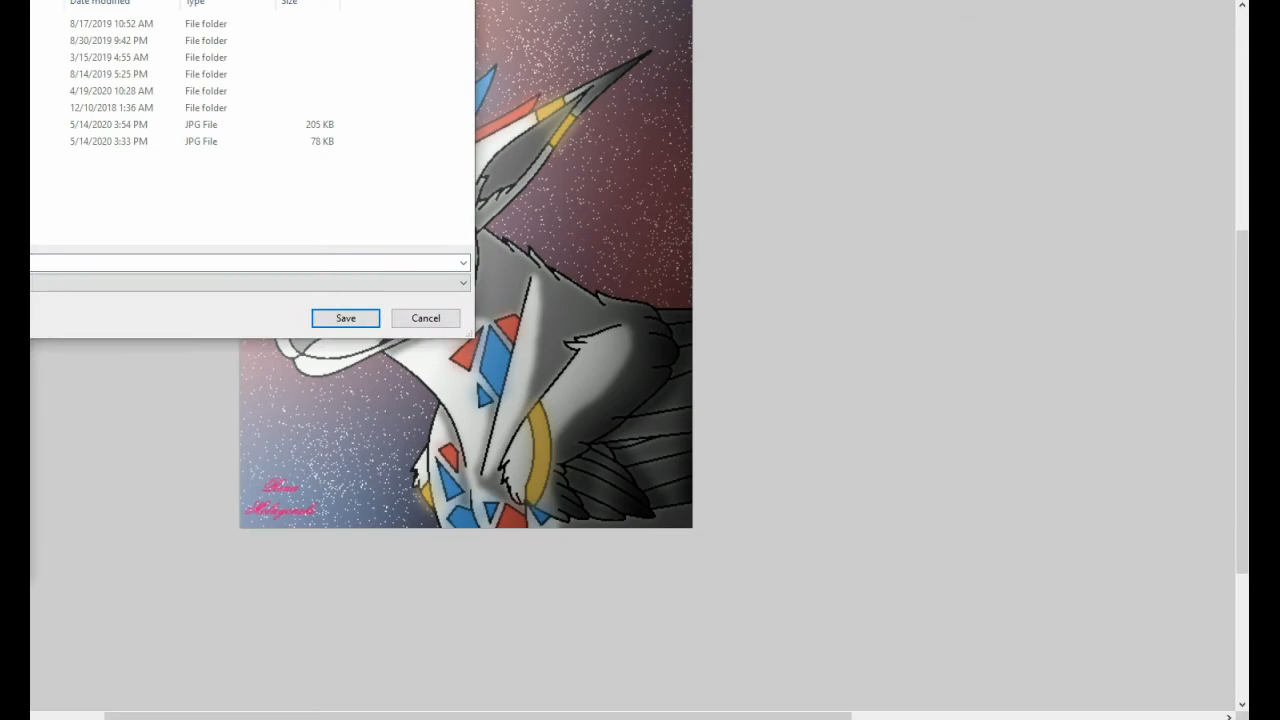 Date modified Type Size
8/17/2019 10:52 AM File folder
8/30/2019 9:42 PM File folder
3/15/2019 4:55 AM File folder
8/14/2019 5:25 PM File folder
4/19/2020 10:28 AM File folder
12/10/2018 1:36 AM File folder
5/14/2020 3:54 PM JPG File 205 KB
5/14/2020 3:33 PM JPG File 78 KB
Save Cancel